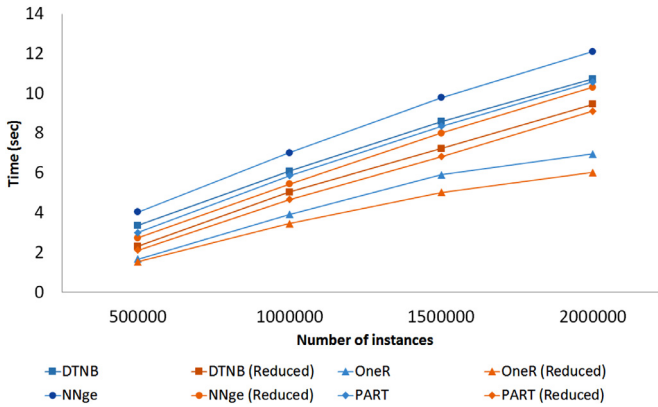 14
12
10
8
6
4
2
0
Time (sec)
500000 1000000 1500000 2000000
Number of instances
DTNB DTNB (Reduced) OneR OneR (Reduced)
NNge NNge (Reduced) PART PART (Reduced)